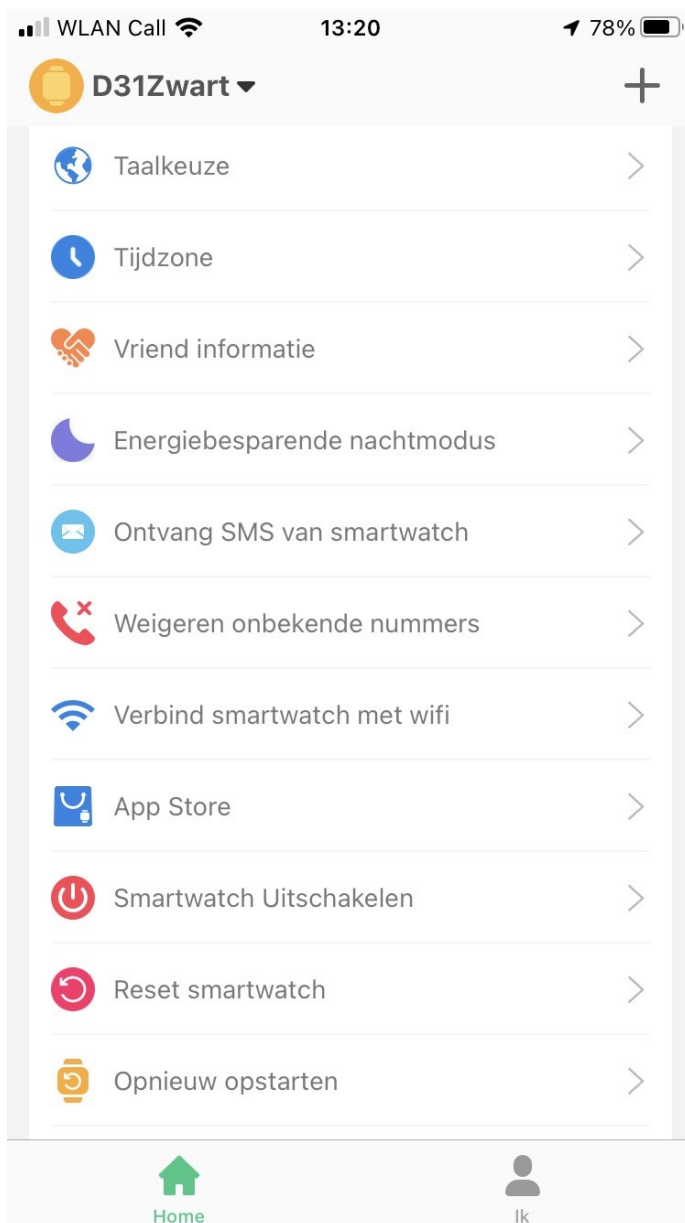 WLAN Call 13:20 78%
D31Zwart
Taalkeuze
Tijdzone
Vriend informatie
Energiebesparende nachtmodus
Ontvang SMS van smartwatch
Weigeren onbekende nummers
Verbind smartwatch met wifi
App Store
Smartwatch Uitschakelen
Reset smartwatch
Opnieuw opstarten
Home Ik